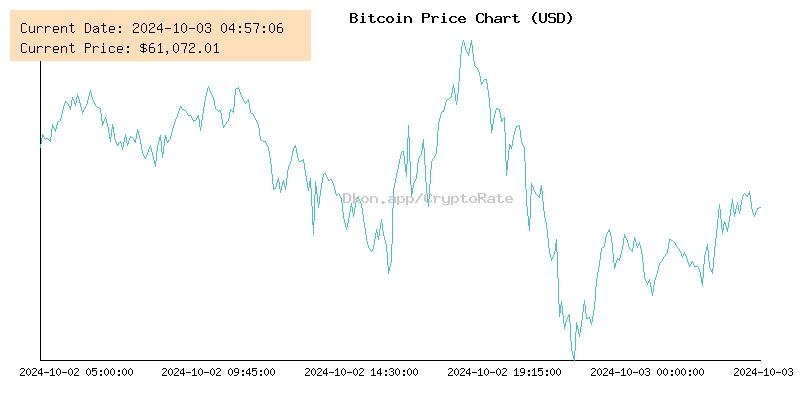 Bitcoin Price Chart (USD)
Current Date: 2024-10-03 04:57:06
Current Price: $61,072.01
Dkon.app/CryptoRate
2024-10-02 05:00:00 2024-10-02 09:45:00 2024-10-02 14:30:00 2024-10-02 19:15:00 2024-10-03 00:00:00 2024-10-03